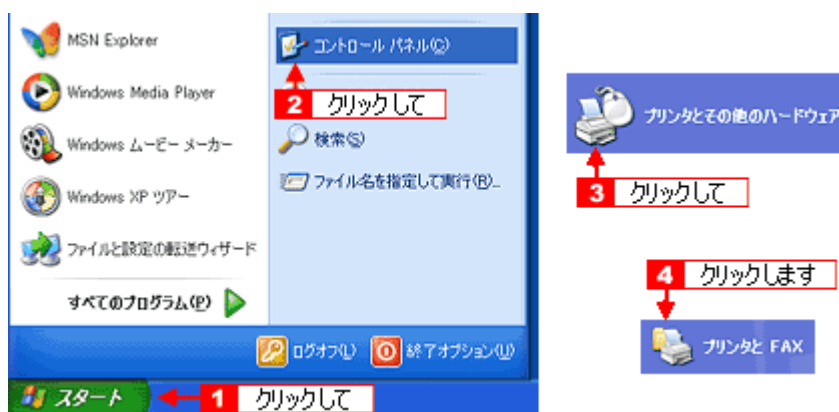 MSN Explorer
Windows Media Player
Windows ムービー メーカー
Windows XP ツアー
ファイルと設定の転送ウィザード
すべてのプログラム(P)
コントロール パネル(C)
2 クリックして
検索(S)
ファイル名を指定して実行(R)...
ログオフ(L)
終了オプション(U)
スタート
1 クリックして
プリンタとその他のハードウェア
3 クリックして
4 クリックします
プリンタと FAX